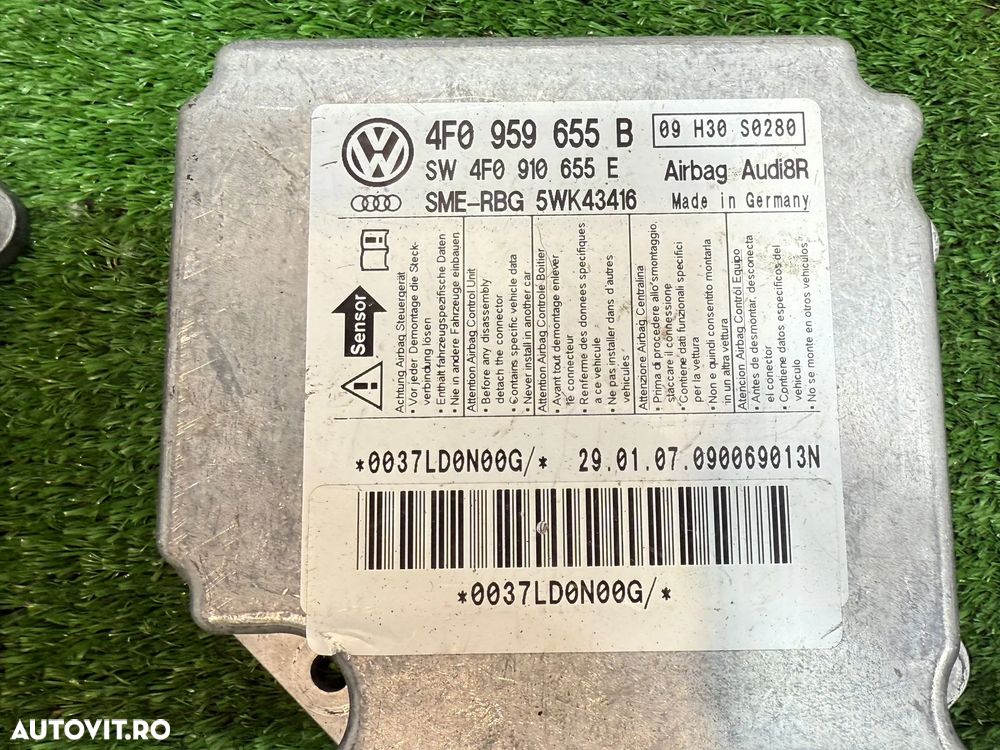 4F0 959 655 B
09 H30 S0280
SW 4F0 910 655 E
Airbag Audi8R
SME-RBG 5WK43416
Made in Germany
Sensor
Achtung Airbag Steuergerät
• Vor jeder Demontage die Steck-
verbindung lösen
• Enthält fahrzeugspezifische Daten
• Nie in andere Fahrzeuge einbauen
Attention Airbag Control Unit
• Before any disassembly
detach the connector
• Contains specific vehicle data
• Never install in another car
Attention Airbag Controle Boitier
• Avant tout demontage enlever
le connecteur
• Renferme des donnees specifiques
a ce vehicule
• Ne pas installer dans d'autres
vehicules
Attenzione Airbag Centralina
• Prima di procedere allo'smontaggio,
staccare il connessione
• Contiene dati funzionali specifici
per la vettura
• Non e quindi consentito montarla
in un altra vettura
Atencion Airbag Control Equipo
• Antes de desmontar, desconecta
el conector
• Contiene datos especificos del
vehiculo
• No se monte en otros vehiculos
*0037LD0N00G/* 29.01.07.090069013N
*0037LD0N00G/*
AUTOVIT.RO